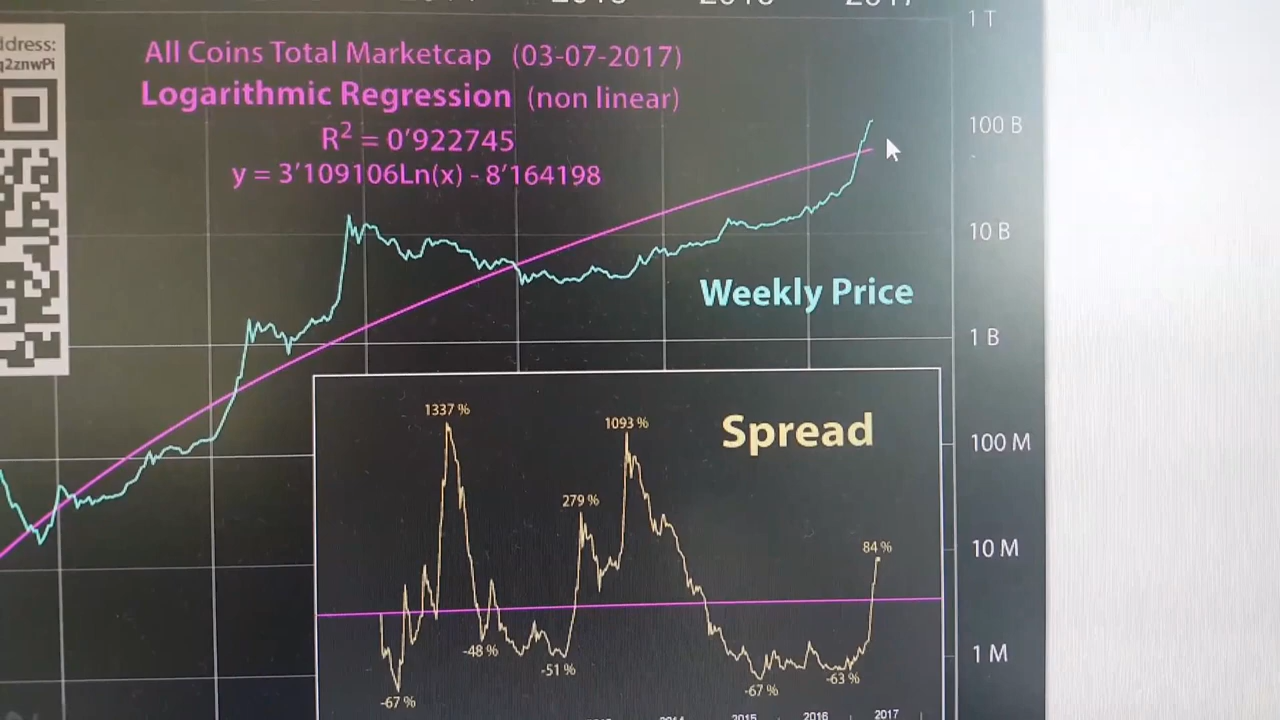 2017
1 T
ddress:
q2znwPi
All Coins Total Marketcap (03-07-2017)
Logarithmic Regression (non linear)
R² = 0'922745
y = 3'109106Ln(x) - 8'164198
100 B
10 B
Weekly Price
1 B
1337 %
1093 %
Spread
100 M
279 %
84 %
10 M
-48 %
-51 %
1 M
-67 %
-63 %
-67 %
2015
2016
2017